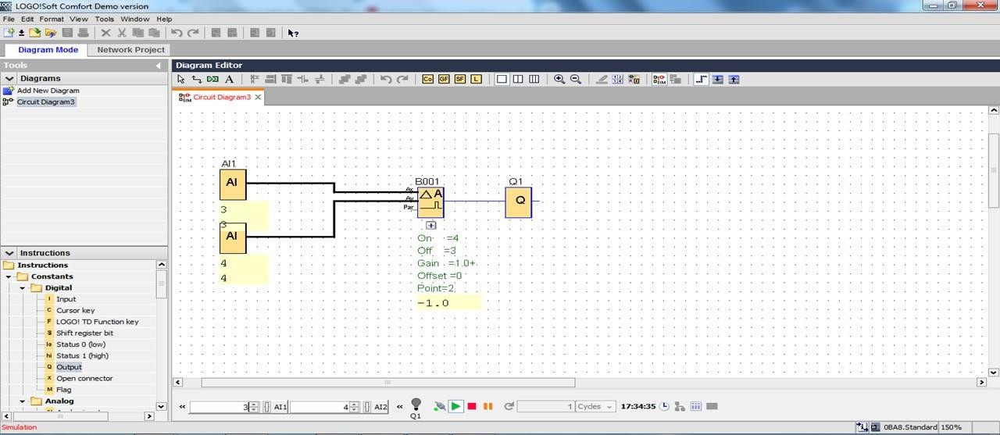 LOGO!Soft Comfort Demo version
File Edit Format View Tools Window Help
Diagram Mode Network Project
Tools
Diagrams
Add New Diagram
Circuit Diagram3
Instructions
Instructions
Constants
Digital
I Input
C Cursor key
F LOGO! TD Function key
S Shift register bit
lo Status 0 (low)
hi Status 1 (high)
Q Output
X Open connector
M Flag
Analog
Diagram Editor
A Co GF SF L
Circuit Diagram3
AI1
AI
3
3
AI
4
4
B001
Ax
Ay
Par
A
On =4
Off =3
Gain =1.0+
Offset =0
Point=2
-1.0
Q1
Q
3 AI1 4 AI2 Q1 1 Cycles 17:34:35
Simulation
0BA8.Standard 150%